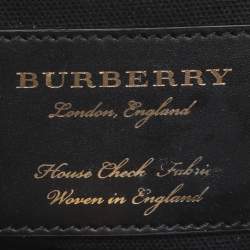 BURBERRY
London, England
House Check Fabric
Woven in England